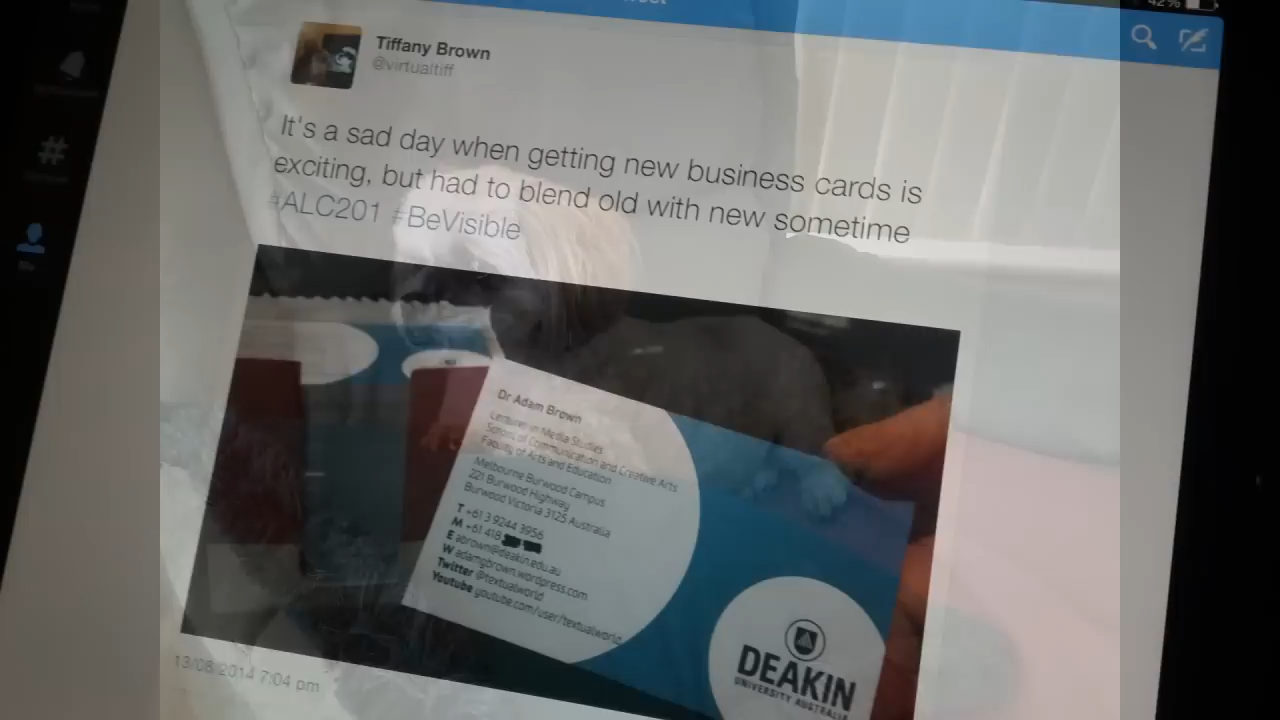 42%
Tiffany Brown
@virtualtiff
It's a sad day when getting new business cards is
exciting, but had to blend old with new sometime
#ALC201 #BeVisible
Dr Adam Brown
Lecturer in Media Studies
School of Communication and Creative Arts
Faculty of Arts and Education
Melbourne Burwood Campus
221 Burwood Highway
Burwood Victoria 3125 Australia
T +61 3 9244 3956
M +61 418
E abrown@deakin.edu.au
W adamgbrown.wordpress.com
Twitter @textualworld
Youtube youtube.com/user/textualworld
DEAKIN
UNIVERSITY AUSTRALIA
13/08/2014 7:04 pm